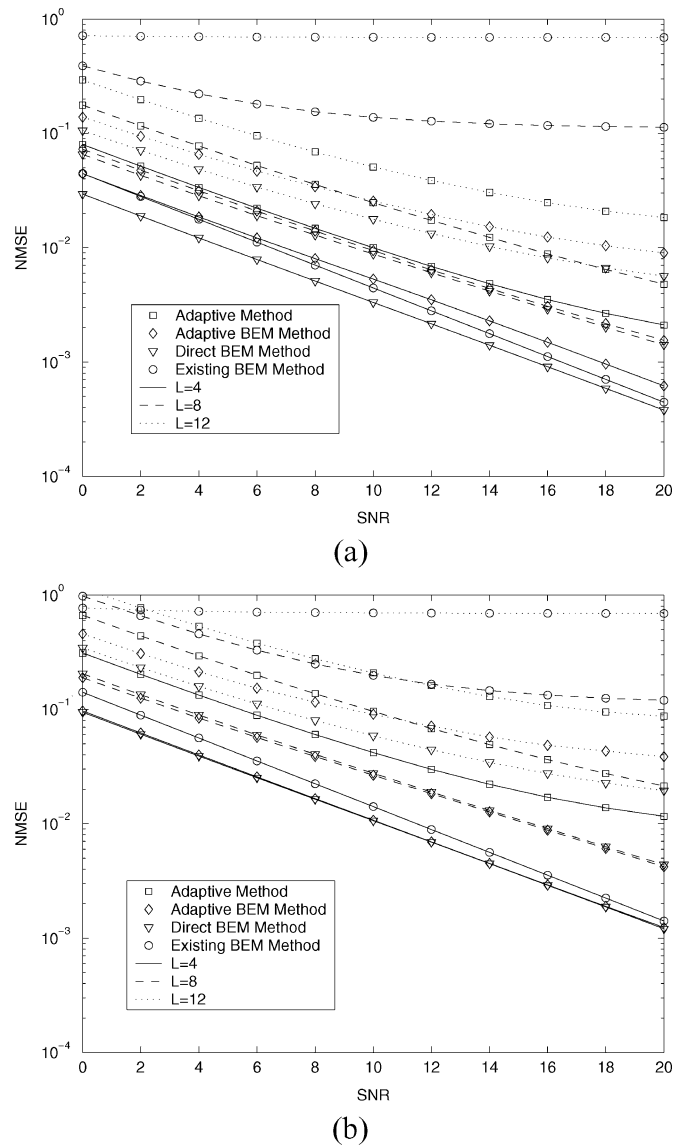 10^0
10^-1
10^-2
10^-3
10^-4
NMSE
Adaptive Method
Adaptive BEM Method
Direct BEM Method
Existing BEM Method
L=4
L=8
L=12
0 2 4 6 8 10 12 14 16 18 20
SNR
(a)
10^0
10^-1
10^-2
10^-3
10^-4
NMSE
Adaptive Method
Adaptive BEM Method
Direct BEM Method
Existing BEM Method
L=4
L=8
L=12
0 2 4 6 8 10 12 14 16 18 20
SNR
(b)